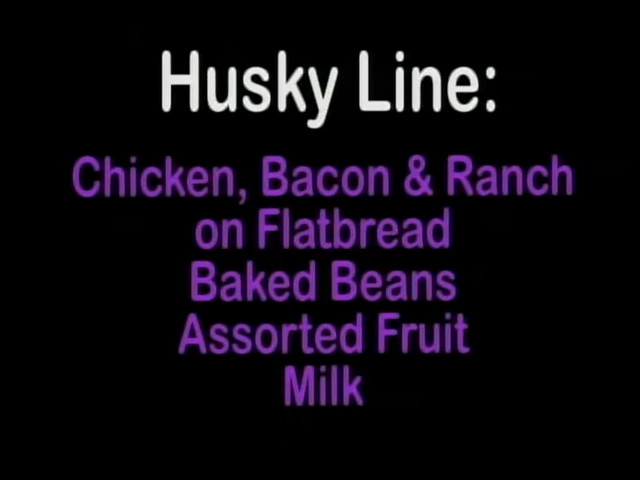 Husky Line:
Chicken, Bacon & Ranch
on Flatbread
Baked Beans
Assorted Fruit
Milk